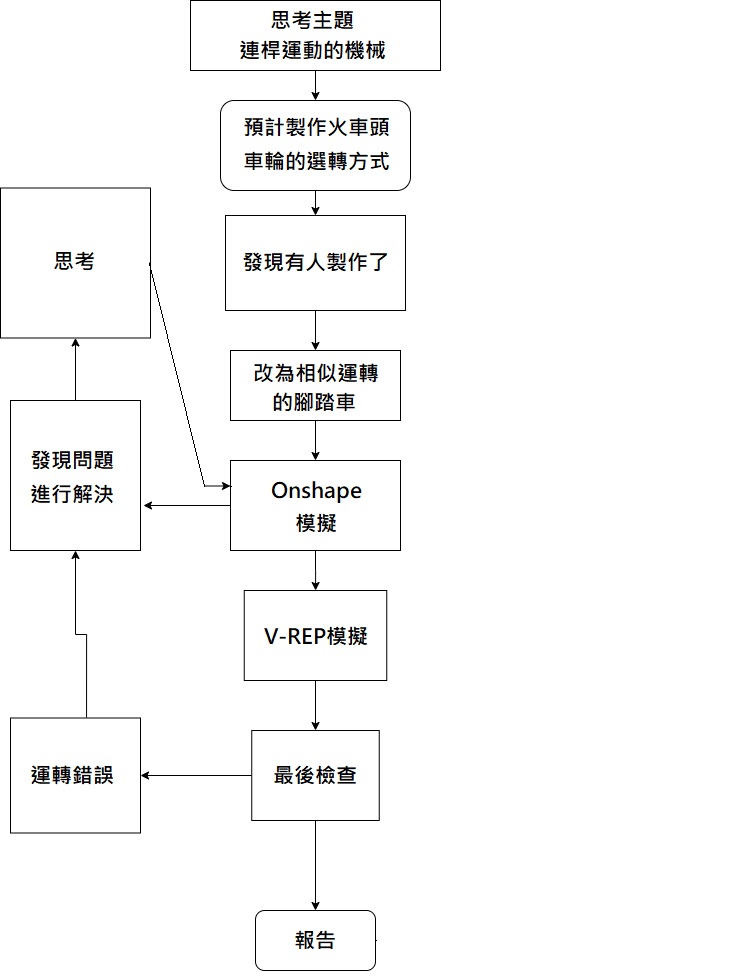 思考主題
連桿運動的機械
預計製作火車頭
車輪的選轉方式
思考
發現有人製作了
改為相似運轉
的腳踏車
發現問題
進行解決
Onshape
模擬
V-REP模擬
運轉錯誤
最後檢查
報告